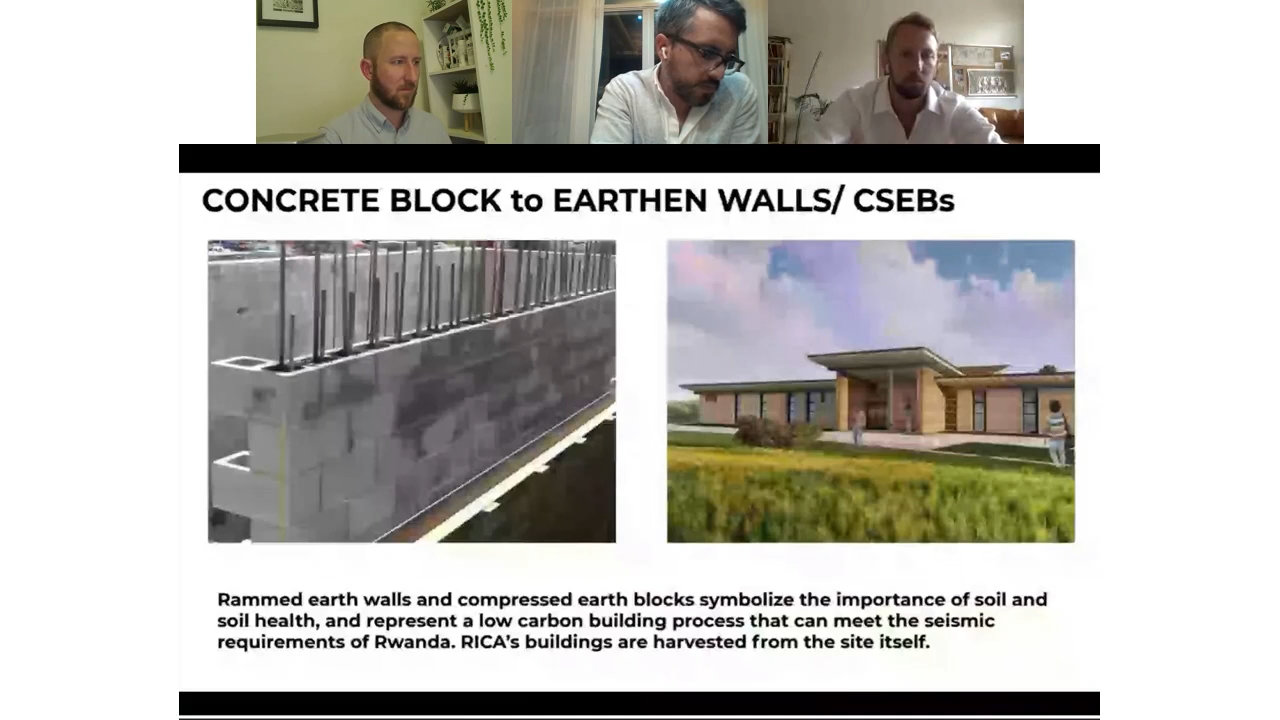 CONCRETE BLOCK to EARTHEN WALLS/ CSEBs
Rammed earth walls and compressed earth blocks symbolize the importance of soil and
soil health, and represent a low carbon building process that can meet the seismic
requirements of Rwanda. RICA’s buildings are harvested from the site itself.